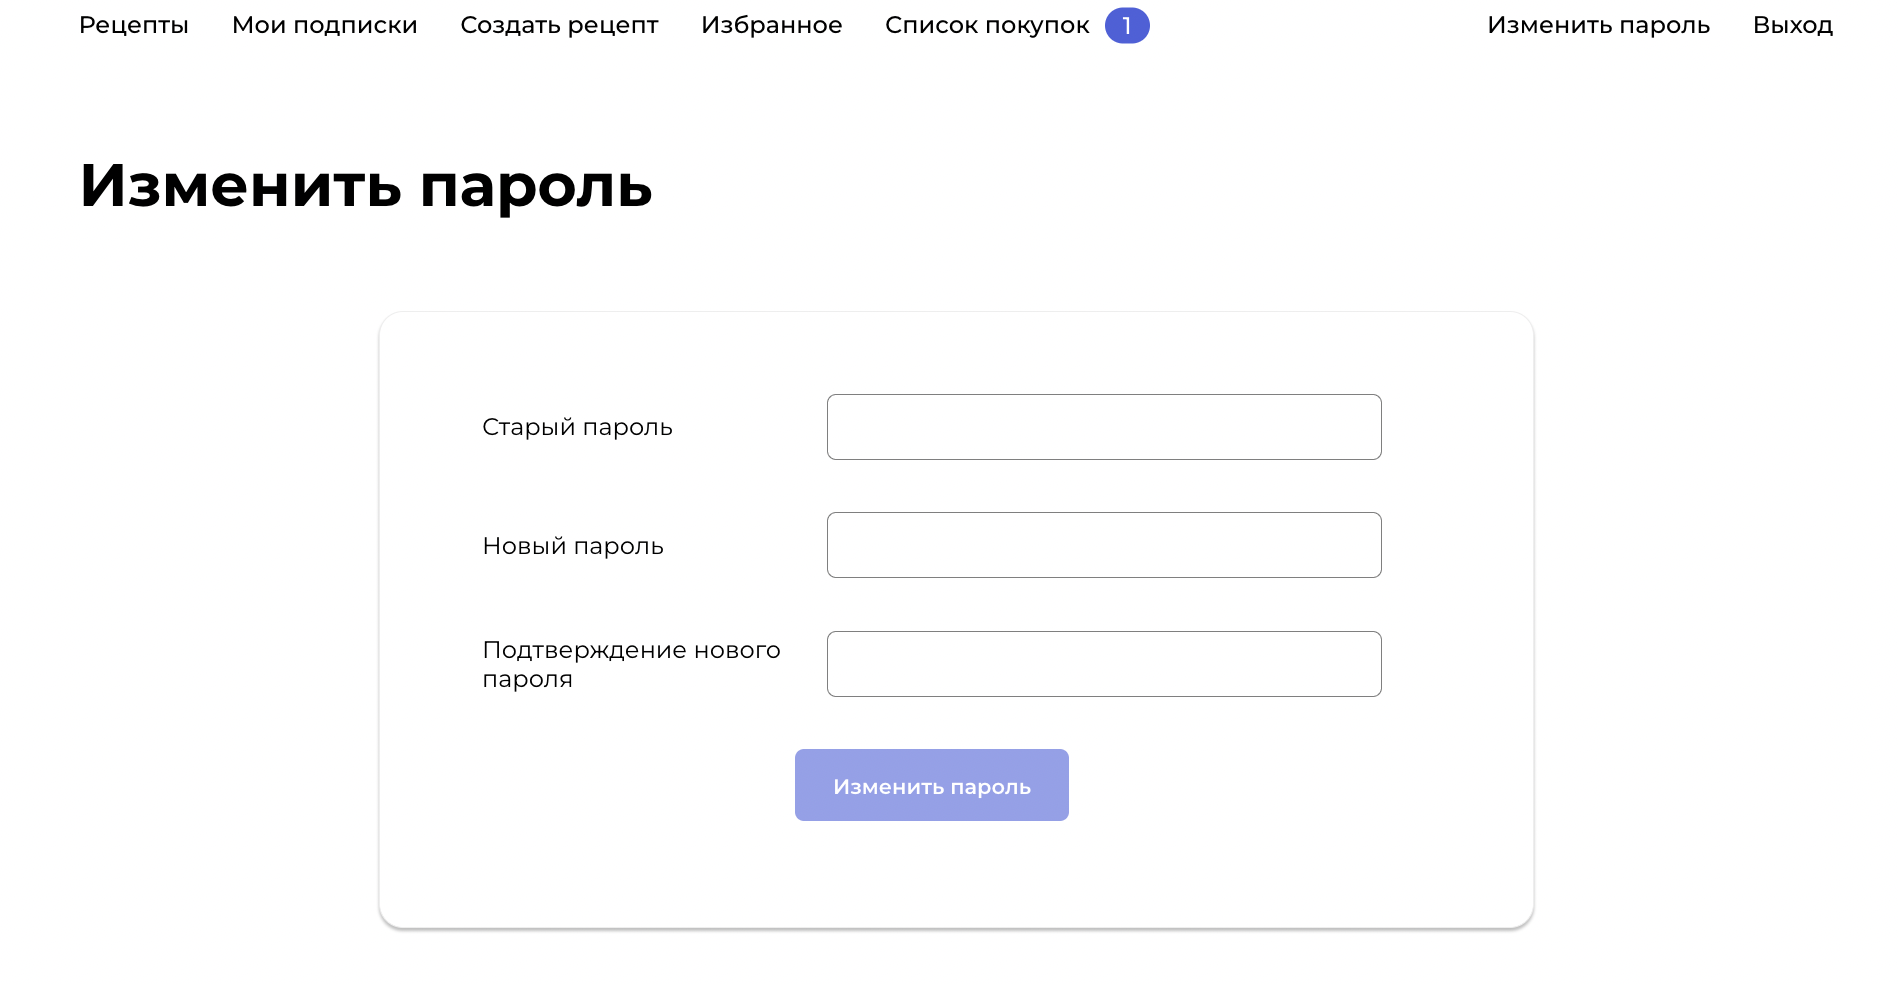 Рецепты Мои подписки Создать рецепт Избранное Список покупок 1 Изменить пароль Выход
Изменить пароль
Старый пароль
Новый пароль
Подтверждение нового
пароля
Изменить пароль